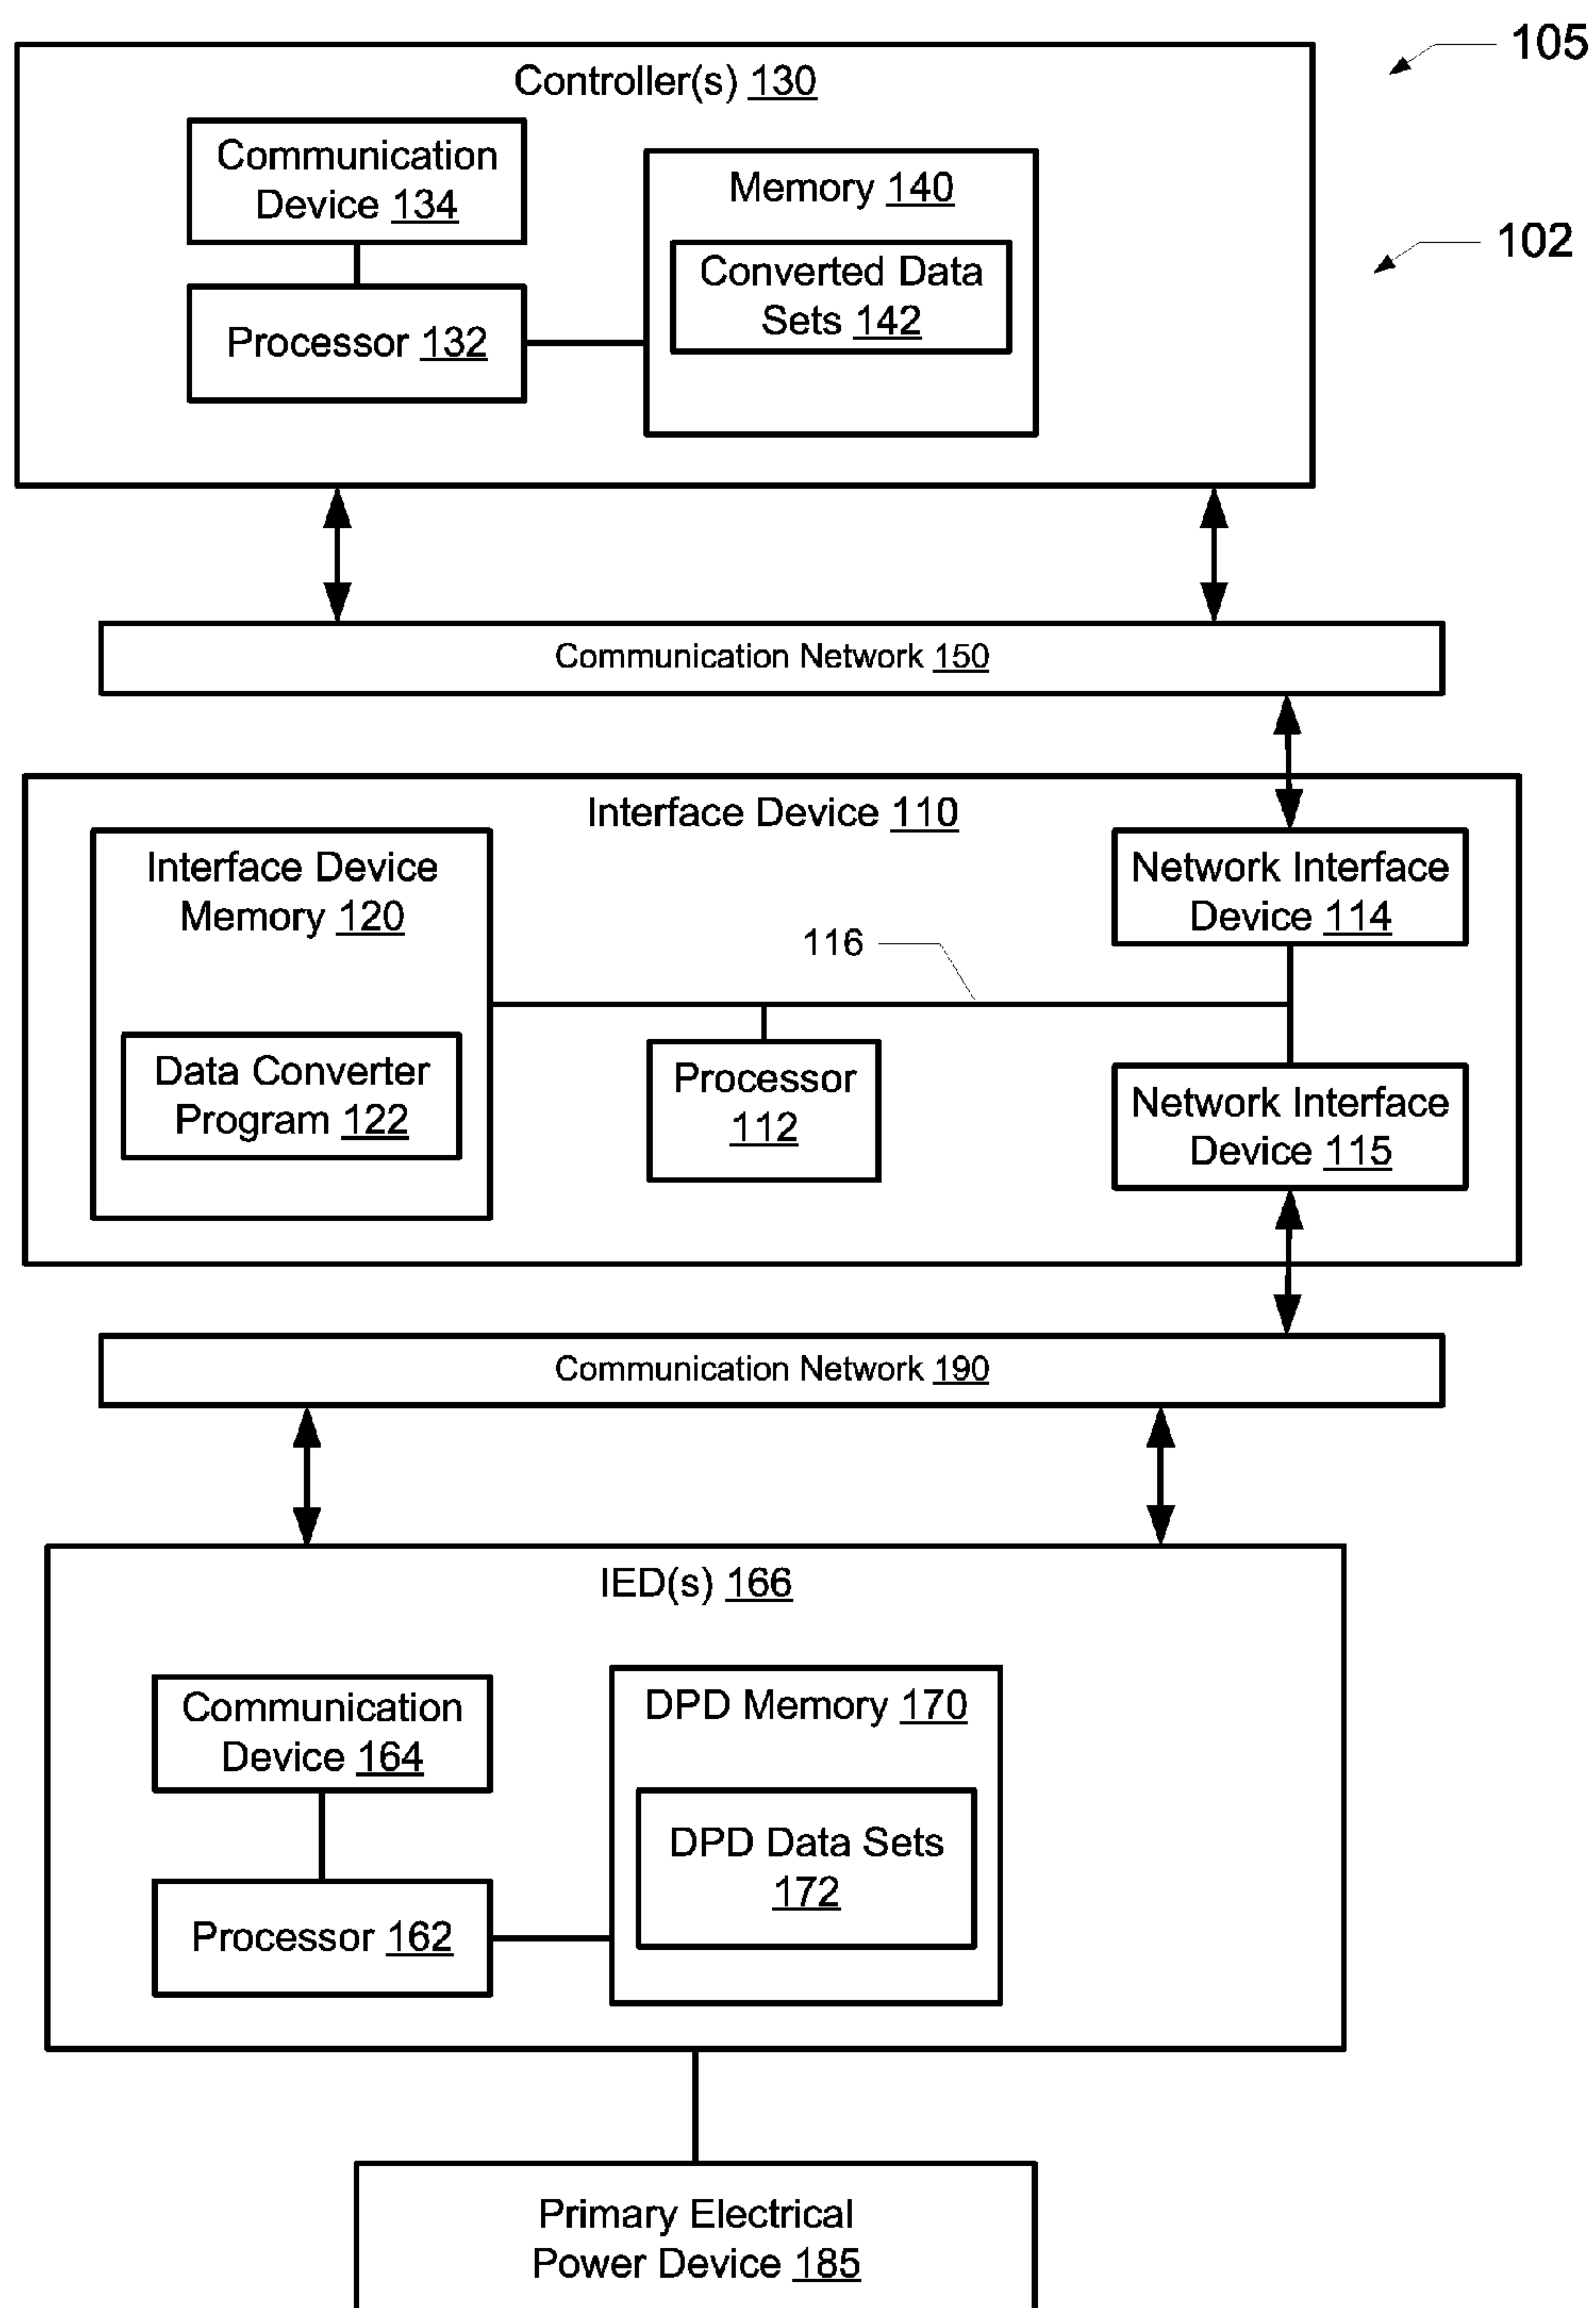 105
Controller(s) 130
Communication
Device 134
Memory 140
102
Converted Data
Sets 142
Processor 132
Communication Network 150
Interface Device 110
Interface Device
Memory 120
Network Interface
Device 114
116
Data Converter
Program 122
Processor
112
Network Interface
Device 115
Communication Network 190
IED(s) 166
Communication
Device 164
DPD Memory 170
DPD Data Sets
172
Processor 162
Primary Electrical
Power Device 185